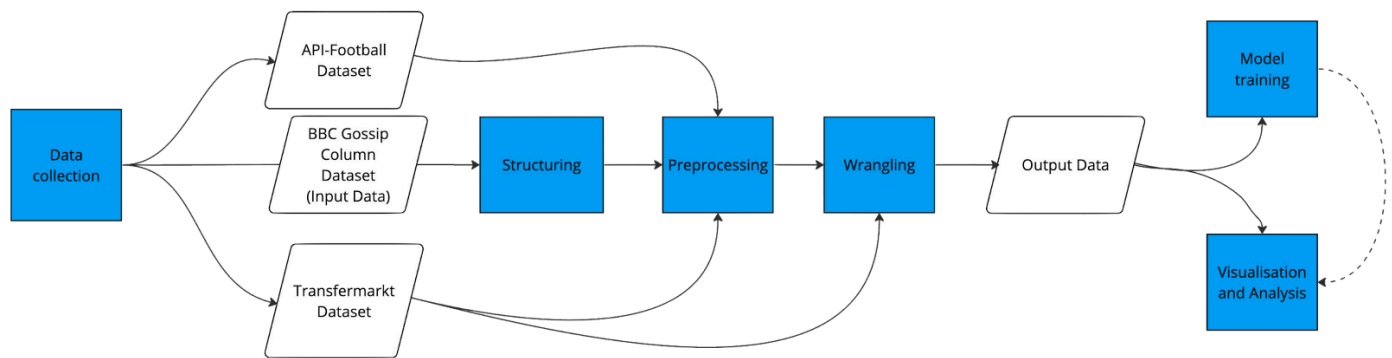 Data
collection
API-Football
Dataset
BBC Gossip
Column
Dataset
(Input Data)
Transfermarkt
Dataset
Structuring
Preprocessing
Wrangling
Output Data
Model
training
Visualisation
and Analysis